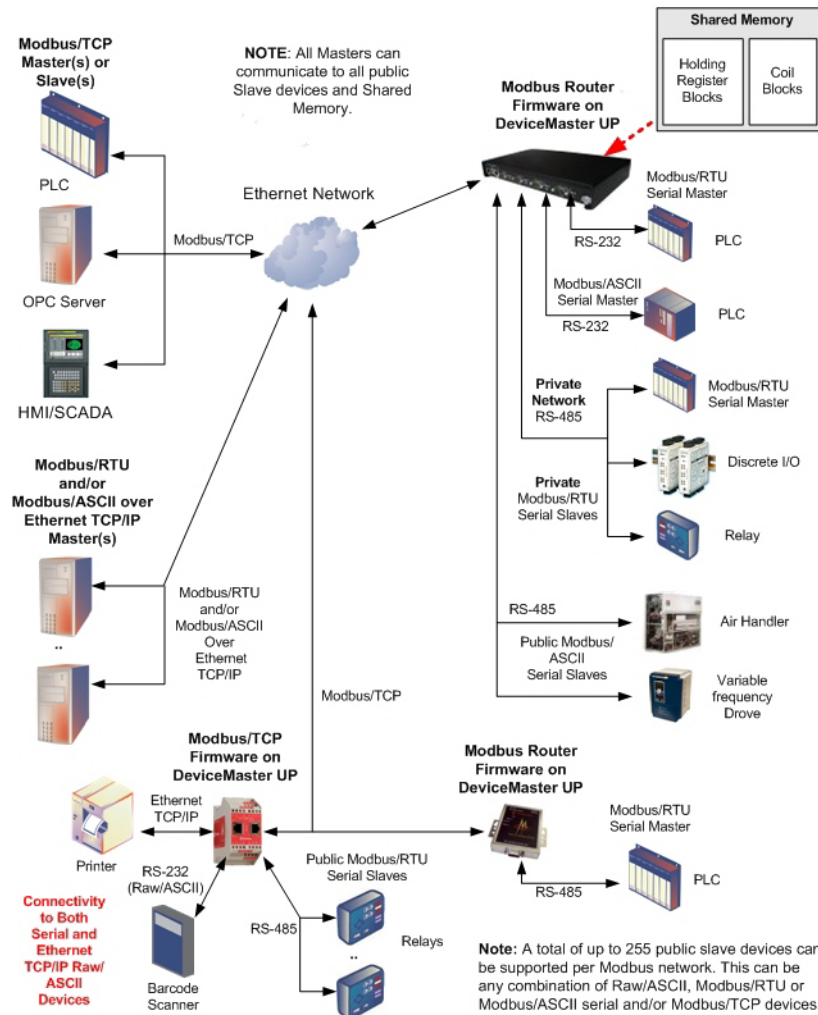 Modbus/TCP
Master(s) or
Slave(s)
PLC
OPC Server
HMI/SCADA
Modbus/TCP
NOTE: All Masters can
communicate to all public
Slave devices and Shared
Memory.
Ethernet Network
Shared Memory
Holding
Register
Blocks
Coil
Blocks
Modbus Router
Firmware on
DeviceMaster UP
Modbus/RTU
Serial Master
RS-232
PLC
Modbus/ASCII
Serial Master
RS-232
PLC
Private
Network
RS-485
Modbus/RTU
Serial Master
Discrete I/O
Private
Modbus/RTU
Serial Slaves
Relay
RS-485
Air Handler
Public Modbus/
ASCII
Serial Slaves
Variable
frequency
Drove
Modbus/RTU
and/or
Modbus/ASCII over
Ethernet TCP/IP
Master(s)
..
Modbus/RTU
and/or
Modbus/ASCII
Over
Ethernet
TCP/IP
Modbus/TCP
Modbus/TCP
Firmware on
DeviceMaster UP
Ethernet
TCP/IP
Printer
RS-232
(Raw/ASCII)
Barcode
Scanner
Connectivity
to Both
Serial and
Ethernet
TCP/IP Raw/
ASCII
Devices
Public Modbus/RTU
Serial Slaves
RS-485
..
Relays
Modbus Router
Firmware on
DeviceMaster UP
Modbus/RTU
Serial Master
RS-485
PLC
Note: A total of up to 255 public slave devices can
be supported per Modbus network. This can be
any combination of Raw/ASCII, Modbus/RTU or
Modbus/ASCII serial and/or Modbus/TCP devices